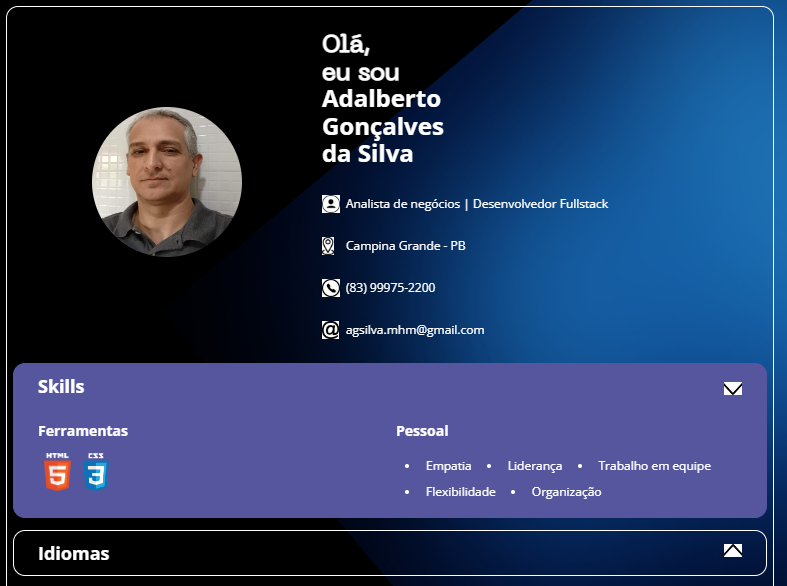 Olá,
eu sou
Adalberto
Gonçalves
da Silva
Analista de negócios | Desenvolvedor Fullstack
Campina Grande - PB
(83) 99975-2200
@ agsilva.mhm@gmail.com
Skills
Ferramentas
HTML
5
CSS
3
Pessoal
• Empatia • Liderança • Trabalho em equipe
• Flexibilidade • Organização
Idiomas